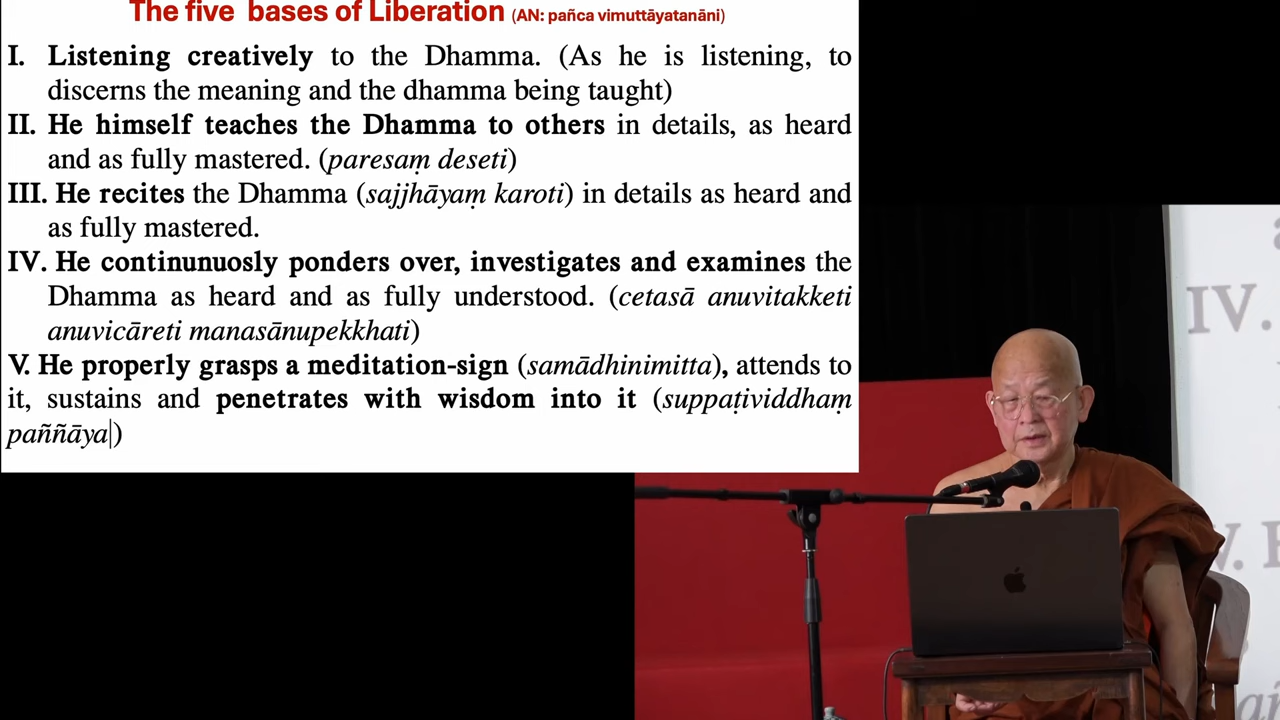 The five bases of Liberation (AN: pañca vimuttāyatanāni)
I. Listening creatively to the Dhamma. (As he is listening, to
discerns the meaning and the dhamma being taught)
II. He himself teaches the Dhamma to others in details, as heard
and as fully mastered. (paresaṃ deseti)
III. He recites the Dhamma (sajjhāyaṃ karoti) in details as heard and
as fully mastered.
IV. He continunuosly ponders over, investigates and examines the
Dhamma as heard and as fully understood. (cetasā anuvitakketi
anuvicāreti manasānupekkhati)
V. He properly grasps a meditation-sign (samādhinimitta), attends to
it, sustains and penetrates with wisdom into it (suppaṭividdhaṃ
paññāya)
IV.
V.